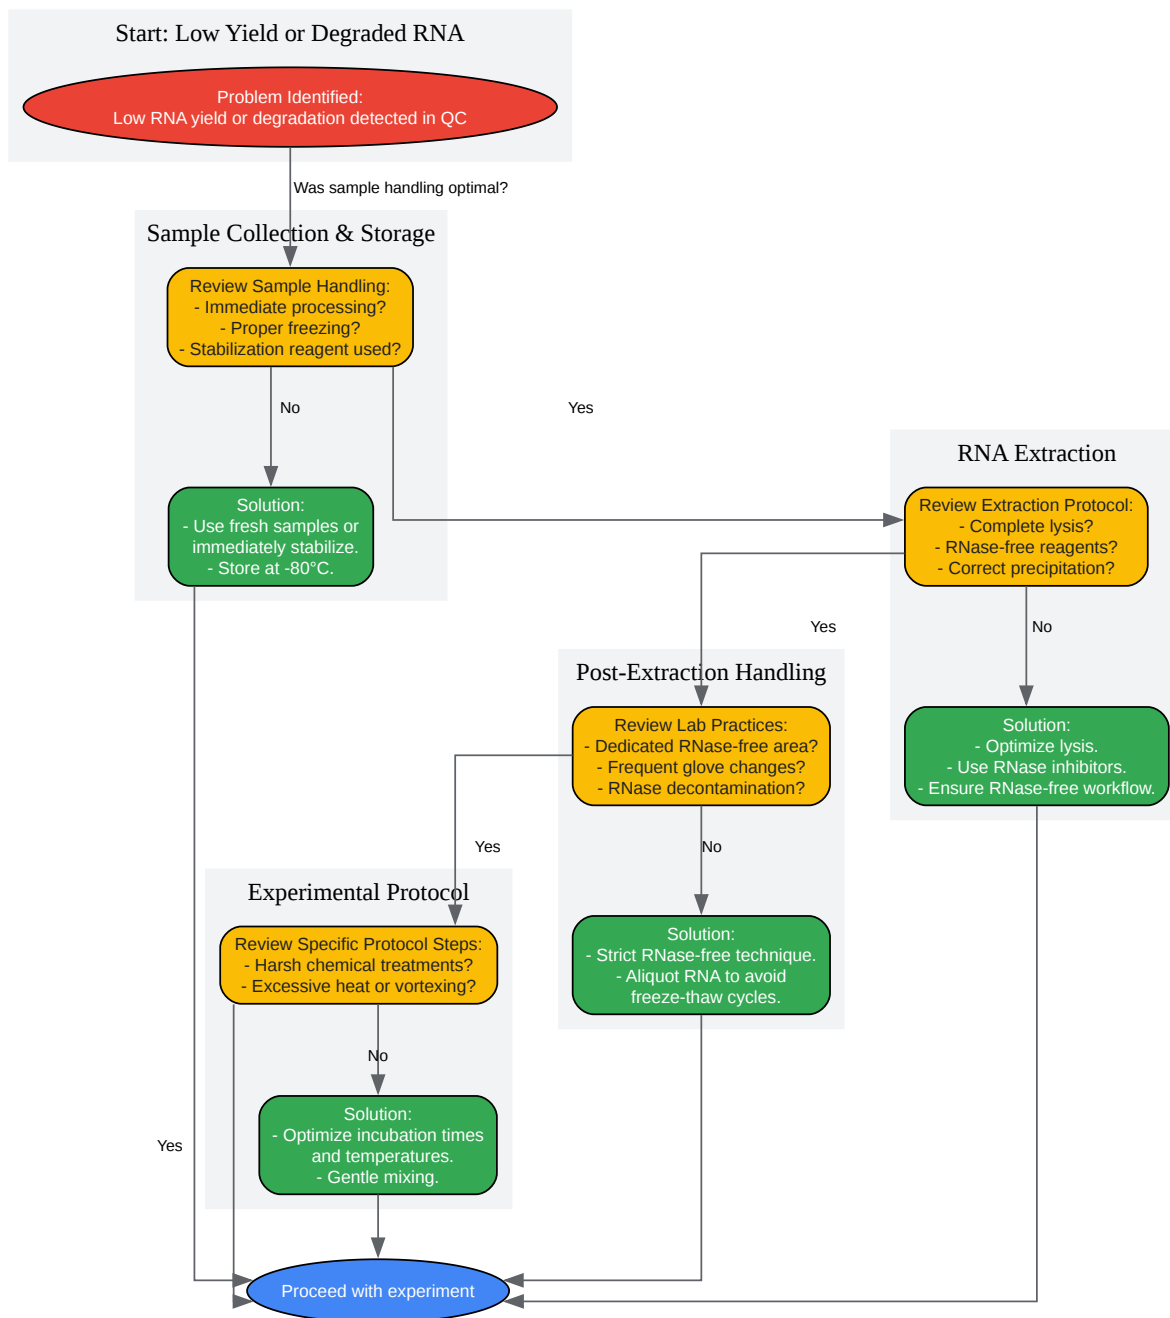 Start: Low Yield or Degraded RNA
Problem Identified:
Low RNA yield or degradation detected in QC
Was sample handling optimal?
Sample Collection & Storage
Review Sample Handling:
- Immediate processing?
- Proper freezing?
- Stabilization reagent used?
No
Yes
Solution:
- Use fresh samples or
immediately stabilize.
- Store at -80°C.
RNA Extraction
Review Extraction Protocol:
- Complete lysis?
- RNase-free reagents?
- Correct precipitation?
Yes
No
Solution:
- Optimize lysis.
- Use RNase inhibitors.
- Ensure RNase-free workflow.
Post-Extraction Handling
Review Lab Practices:
- Dedicated RNase-free area?
- Frequent glove changes?
- RNase decontamination?
Yes
No
Solution:
- Strict RNase-free technique.
- Aliquot RNA to avoid
freeze-thaw cycles.
Experimental Protocol
Review Specific Protocol Steps:
- Harsh chemical treatments?
- Excessive heat or vortexing?
No
Yes
Solution:
- Optimize incubation times
and temperatures.
- Gentle mixing.
Proceed with experiment